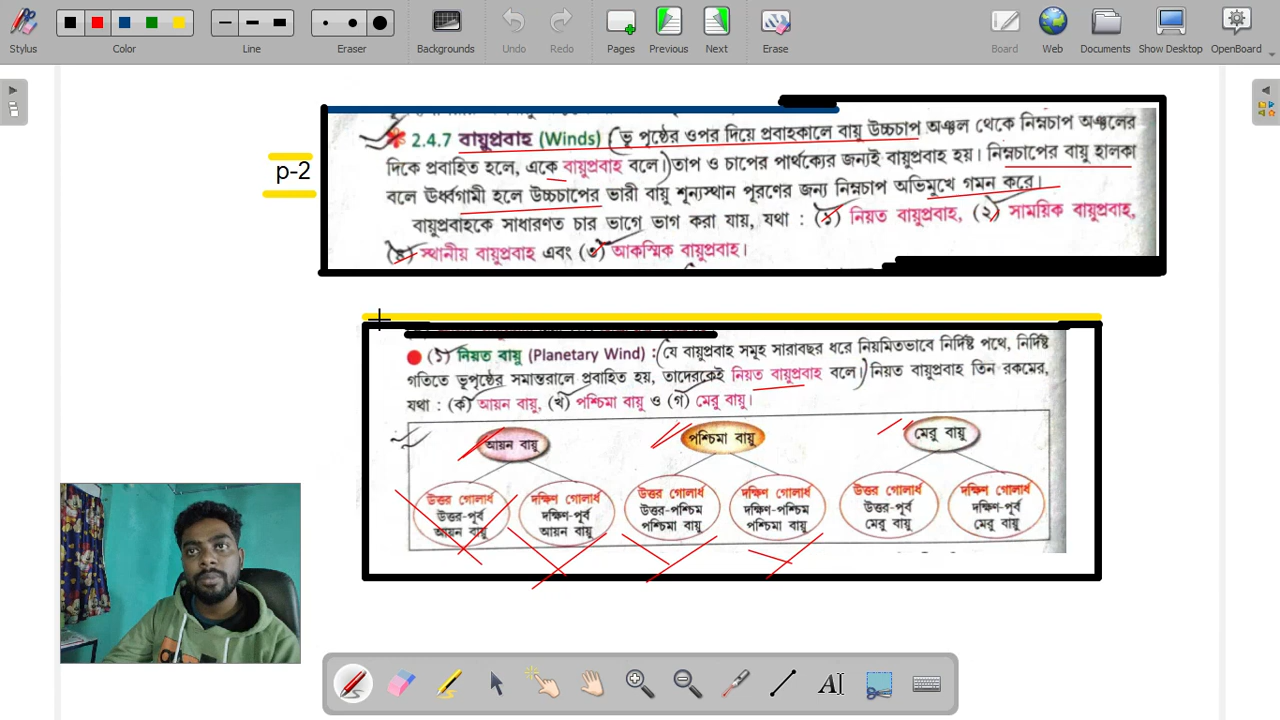 Stylus
Color
Line
Eraser
Backgrounds
Undo
Redo
Pages
Previous
Next
Erase
Board
Web
Documents
Show Desktop
OpenBoard
p-2
2.4.7 বায়ুপ্রবাহ (Winds) (ভূ পৃষ্ঠের ওপর দিয়ে প্রবাহকালে বায়ু উচ্চচাপ অঞ্চল থেকে নিম্নচাপ অঞ্চলের
দিকে প্রবাহিত হলে, একে বায়ুপ্রবাহ বলে।) তাপ ও চাপের পার্থক্যের জন্যই বায়ুপ্রবাহ হয়। নিম্নচাপের বায়ু হালকা
বলে ঊর্ধ্বগামী হলে উচ্চচাপের ভারী বায়ু শূন্যস্থান পূরণের জন্য নিম্নচাপ অভিমুখে গমন করে।
বায়ুপ্রবাহকে সাধারণত চার ভাগে ভাগ করা যায়, যথা : (১) নিয়ত বায়ুপ্রবাহ, (২) সাময়িক বায়ুপ্রবাহ,
(৪) স্থানীয় বায়ুপ্রবাহ এবং (৩) আকস্মিক বায়ুপ্রবাহ।
(১) নিয়ত বায়ু (Planetary Wind) : (যে বায়ুপ্রবাহ সমূহ সারাবছর ধরে নিয়মিতভাবে নির্দিষ্ট পথে, নির্দিষ্ট
গতিতে ভূপৃষ্ঠের সমান্তরালে প্রবাহিত হয়, তাদেরকেই নিয়ত বায়ুপ্রবাহ বলে।) নিয়ত বায়ুপ্রবাহ তিন রকমের,
যথা : (ক) আয়ন বায়ু, (খ) পশ্চিমা বায়ু ও (গ) মেরু বায়ু।
আয়ন বায়ু
পশ্চিমা বায়ু
মেরু বায়ু
উত্তর গোলার্ধ
উত্তর-পূর্ব
আয়ন বায়ু
দক্ষিণ গোলার্ধ
দক্ষিণ-পূর্ব
আয়ন বায়ু
উত্তর গোলার্ধ
উত্তর-পশ্চিম
পশ্চিমা বায়ু
দক্ষিণ গোলার্ধ
দক্ষিণ-পশ্চিম
পশ্চিমা বায়ু
উত্তর গোলার্ধ
উত্তর-পূর্ব
মেরু বায়ু
দক্ষিণ গোলার্ধ
দক্ষিণ-পূর্ব
মেরু বায়ু